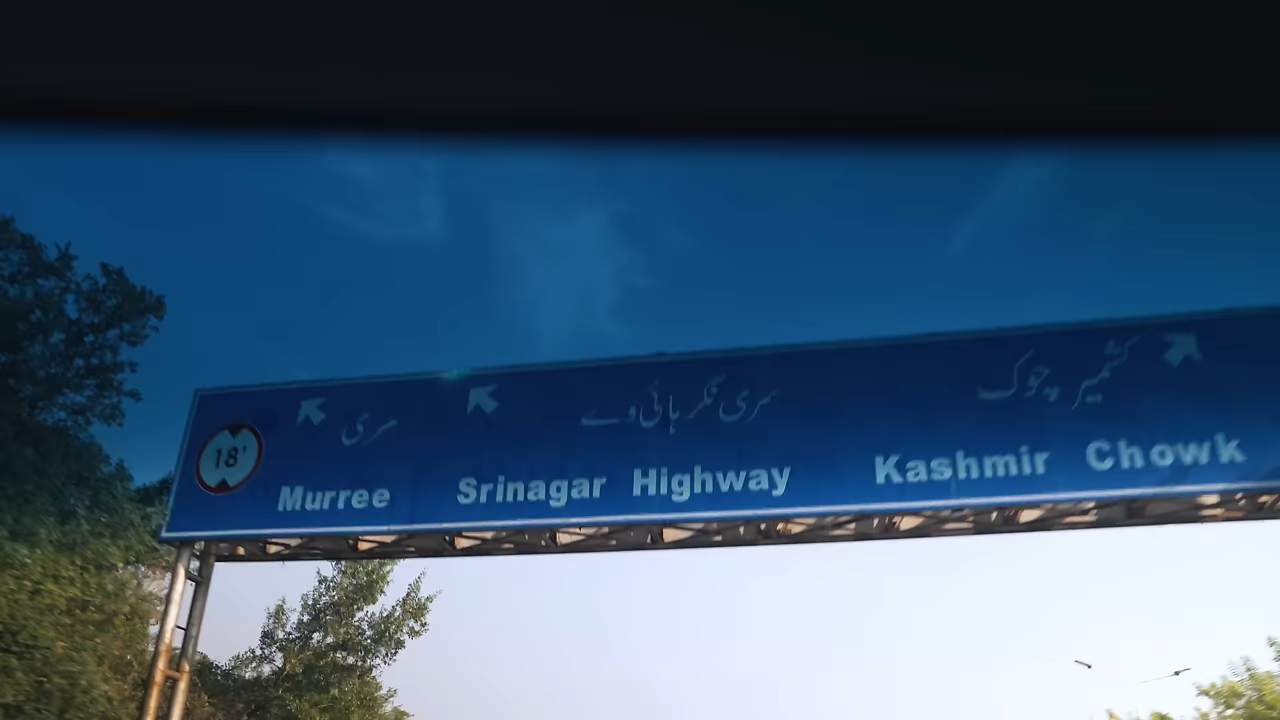 18'
مری
Murree
سری نگر ہائی وے
Srinagar Highway
کشمیر چوک
Kashmir Chowk